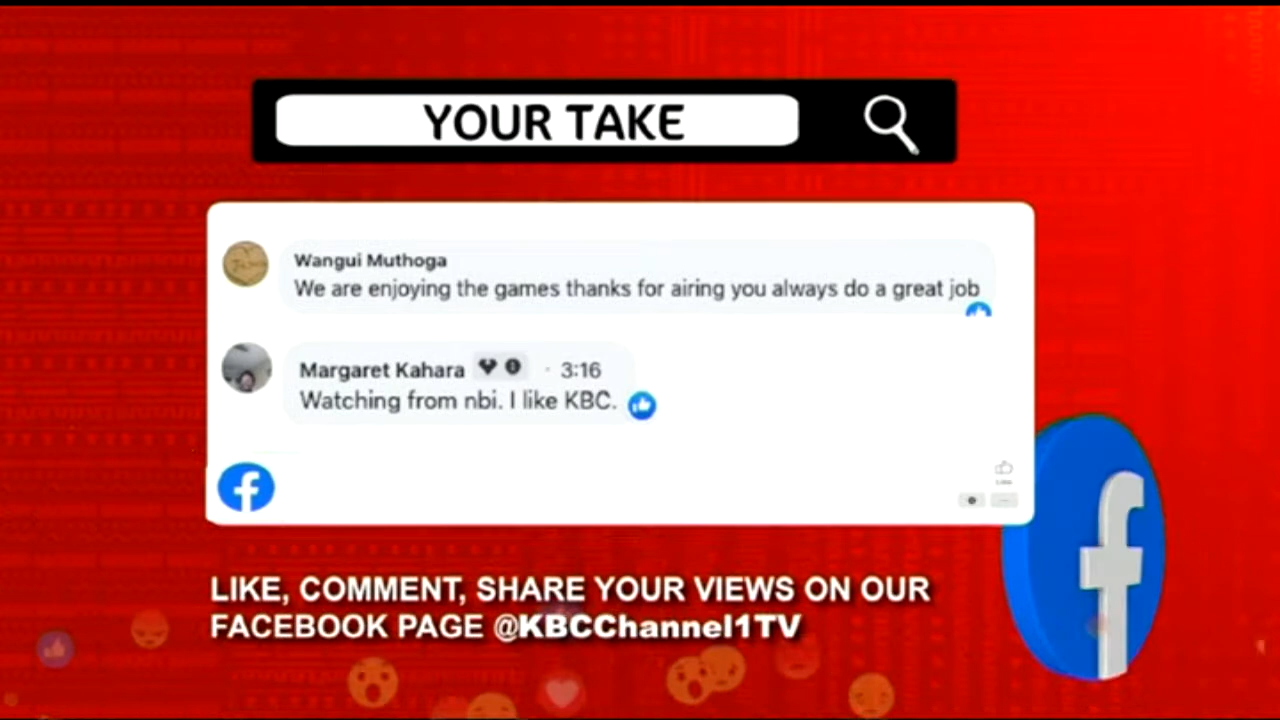 YOUR TAKE
Wangui Muthoga
We are enjoying the games thanks for airing you always do a great job
Margaret Kahara · 3:16
Watching from nbi. I like KBC.
LIKE, COMMENT, SHARE YOUR VIEWS ON OUR
FACEBOOK PAGE @KBCChannel1TV